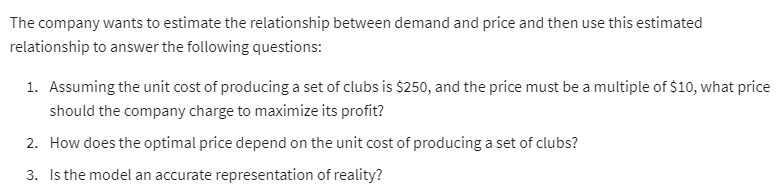 The company wants to estimate the relationship between demand and price and then use this estimated
relationship to answer the following questions:
1. Assuming the unit cost of producing a set of clubs is $250, and the price must be a multiple of $10, what price
should the company charge to maximize its profit?
2. How does the optimal price depend on the unit cost of producing a set of clubs?
3. Is the model an accurate representation of reality?